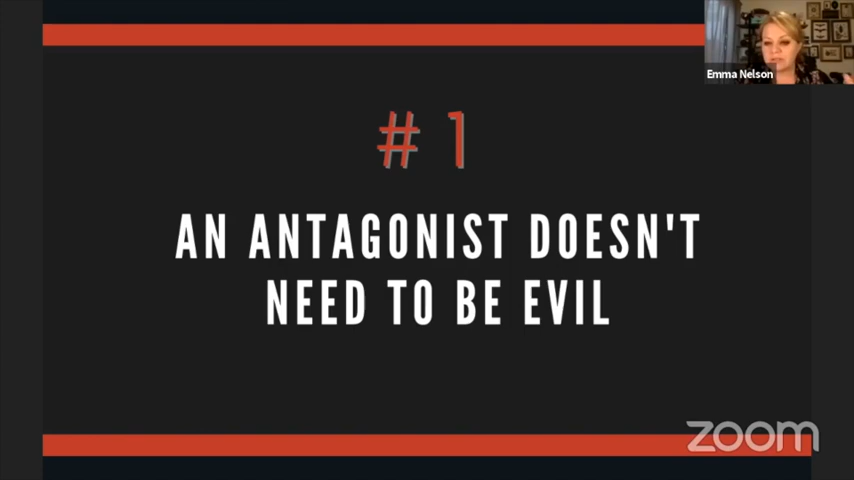 Emma Nelson
# 1
AN ANTAGONIST DOESN'T
NEED TO BE EVIL
zoom